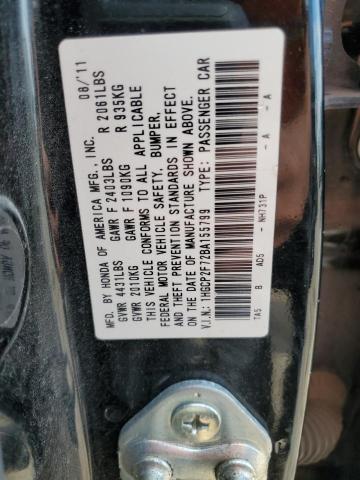 MFD. BY HONDA OF AMERICA MFG., INC. 08/'11
GVWR 4431LBS GAWR F 2403LBS R 2061LBS
GVWR 2010KG GAWR F 1090KG R 935KG
THIS VEHICLE CONFORMS TO ALL APPLICABLE
FEDERAL MOTOR VEHICLE SAFETY, BUMPER,
AND THEFT PREVENTION STANDARDS IN EFFECT
ON THE DATE OF MANUFACTURE SHOWN ABOVE.
V.I.N.: 1HGCP2F72BA155799 PASSENGER CAR
TA5 B AD5 - NH731P - A - A